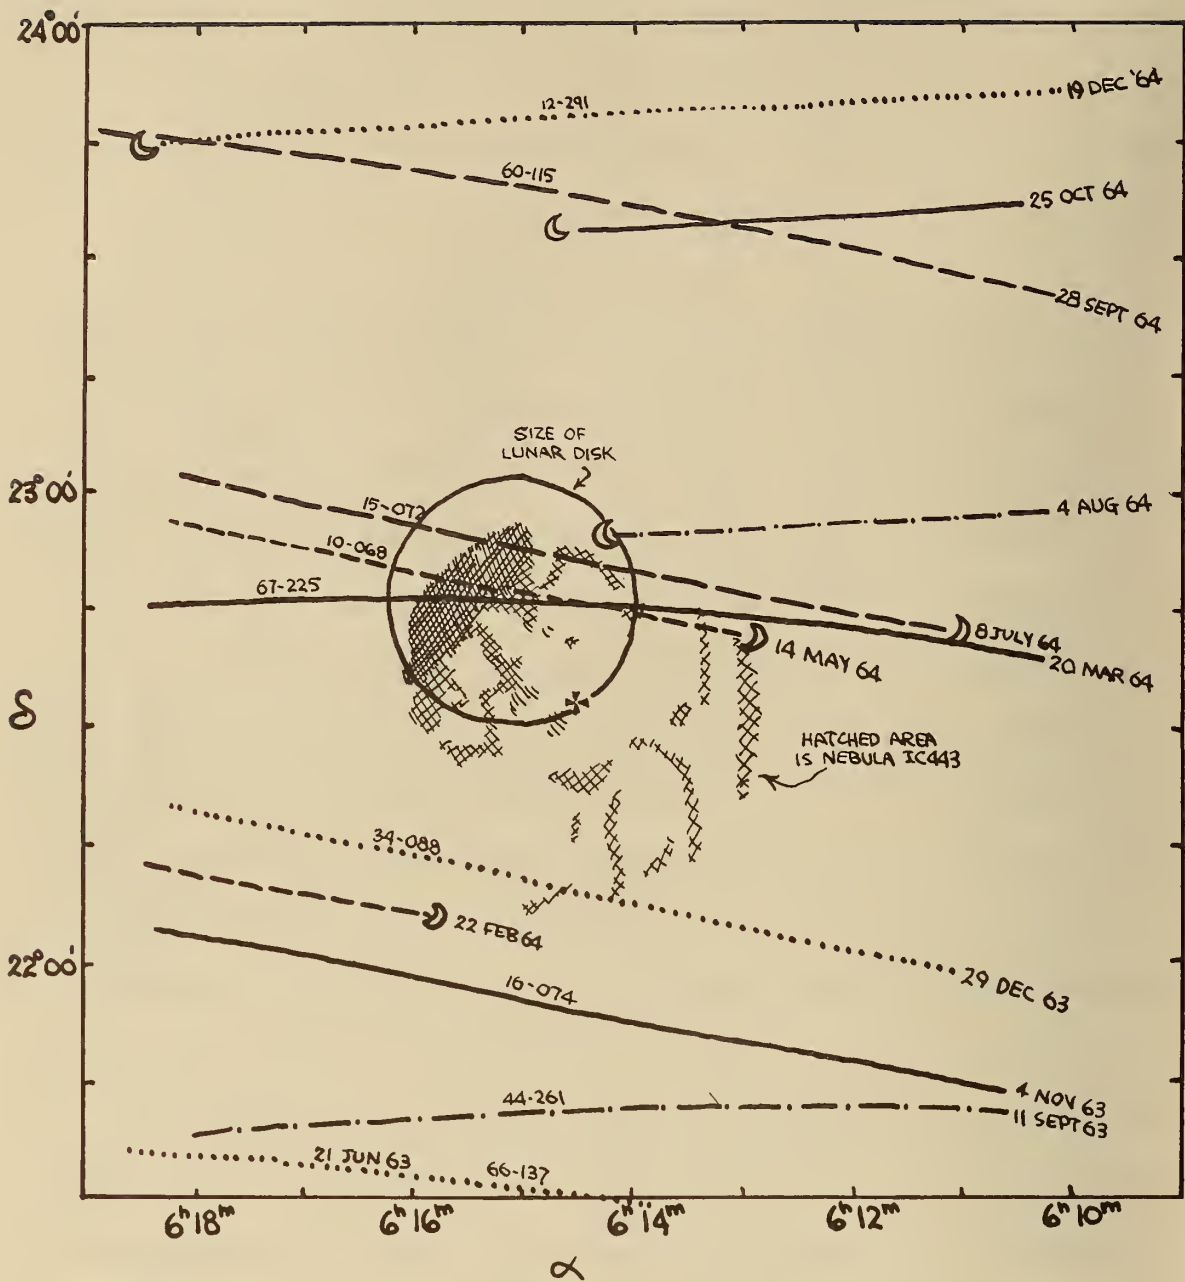 24°00'
12-291
19 DEC '64
60-115
25 OCT 64
28 SEPT 64
SIZE OF
LUNAR DISK
23°00'
15-072
4 AUG 64
10-068
67-225
8 JULY 64
14 MAY 64
20 MAR 64
δ
HATCHED AREA
IS NEBULA IC443
34-088
22 FEB 64
22°00'
29 DEC 63
16-074
4 NOV 63
44-261
11 SEPT 63
21 JUN 63
66-137
6ʰ18ᵐ
6ʰ16ᵐ
6ʰ14ᵐ
6ʰ12ᵐ
6ʰ10ᵐ
α